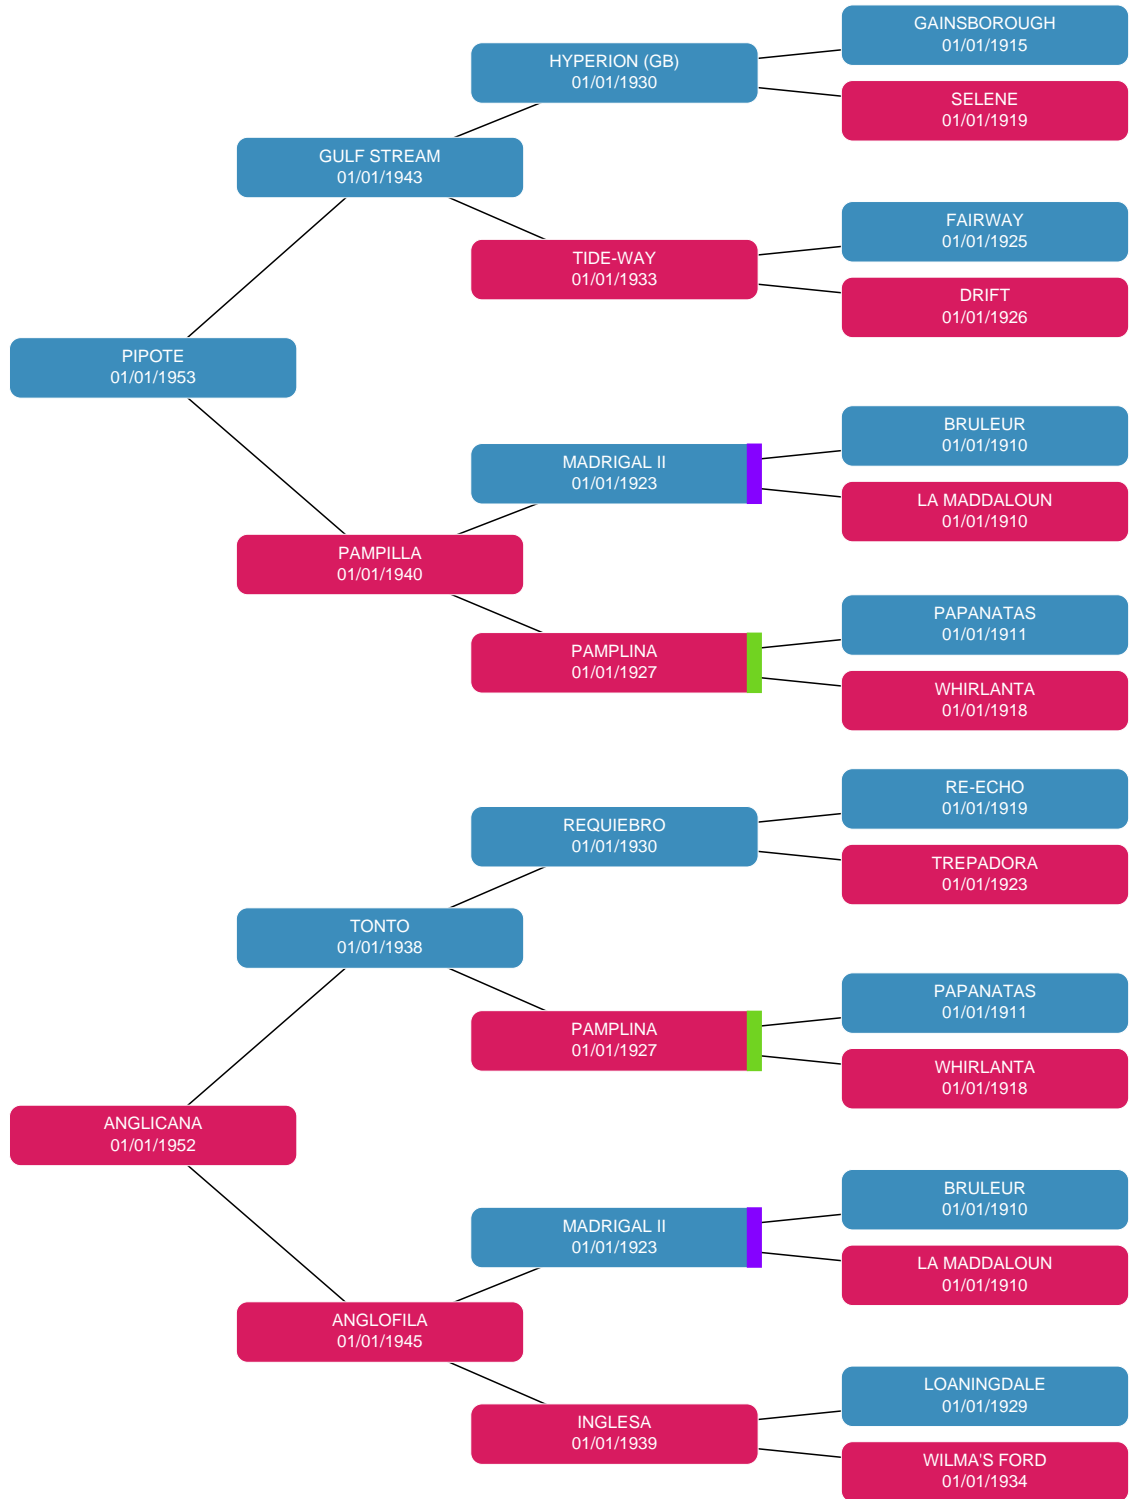 GAINSBOROUGH
01/01/1915
HYPERION (GB)
01/01/1930
SELENE
01/01/1919
GULF STREAM
01/01/1943
FAIRWAY
01/01/1925
TIDE-WAY
01/01/1933
DRIFT
01/01/1926
PIPOTE
01/01/1953
BRULEUR
01/01/1910
MADRIGAL II
01/01/1923
LA MADDALOUN
01/01/1910
PAMPILLA
01/01/1940
PAPANATAS
01/01/1911
PAMPLINA
01/01/1927
WHIRLANTA
01/01/1918
RE-ECHO
01/01/1919
REQUIEBRO
01/01/1930
TREPADORA
01/01/1923
TONTO
01/01/1938
PAPANATAS
01/01/1911
PAMPLINA
01/01/1927
WHIRLANTA
01/01/1918
ANGLICANA
01/01/1952
BRULEUR
01/01/1910
MADRIGAL II
01/01/1923
LA MADDALOUN
01/01/1910
ANGLOFILA
01/01/1945
LOANINGDALE
01/01/1929
INGLESA
01/01/1939
WILMA'S FORD
01/01/1934